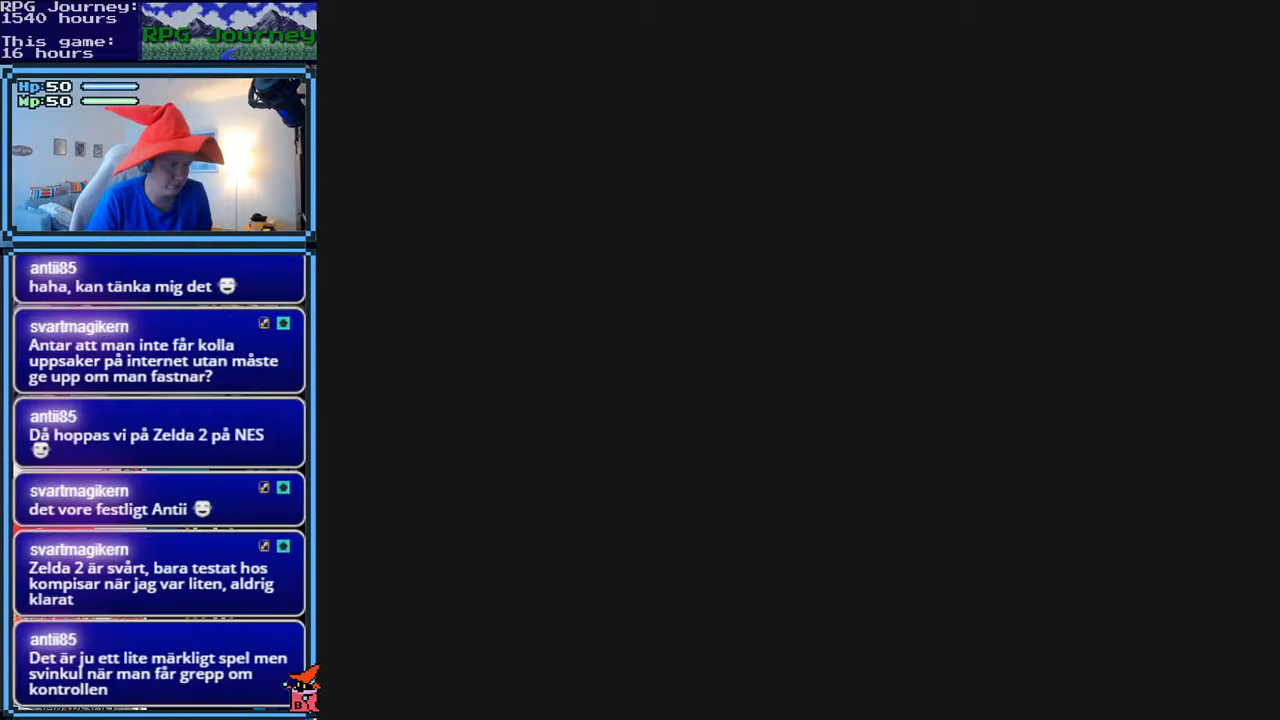 RPG Journey:
1540 hours
This game:
16 hours
RPG Journey
Hp:50
Mp:50
antii85
haha, kan tänka mig det
svartmagikern
Antar att man inte får kolla
uppsaker på internet utan måste
ge upp om man fastnar?
antii85
Då hoppas vi på Zelda 2 på NES
svartmagikern
det vore festligt Antii
svartmagikern
Zelda 2 är svårt, bara testat hos
kompisar när jag var liten, aldrig
klarat
antii85
Det är ju ett lite märkligt spel men
svinkul när man får grepp om
kontrollen